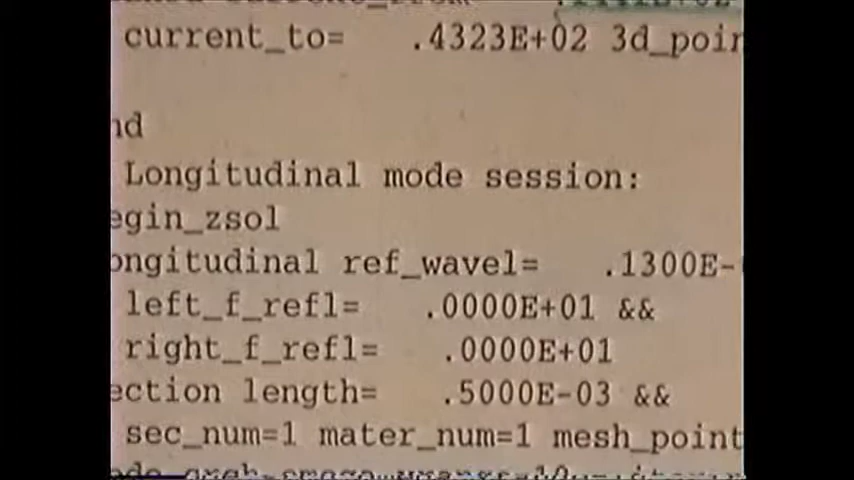 current_to= .4323E+02 3d_poin
nd
Longitudinal mode session:
egin_zsol
ongitudinal ref_wavel= .1300E-
left_f_refl= .0000E+01 &&
right_f_refl= .0000E+01
ection length= .5000E-03 &&
sec_num=1 mater_num=1 mesh_point